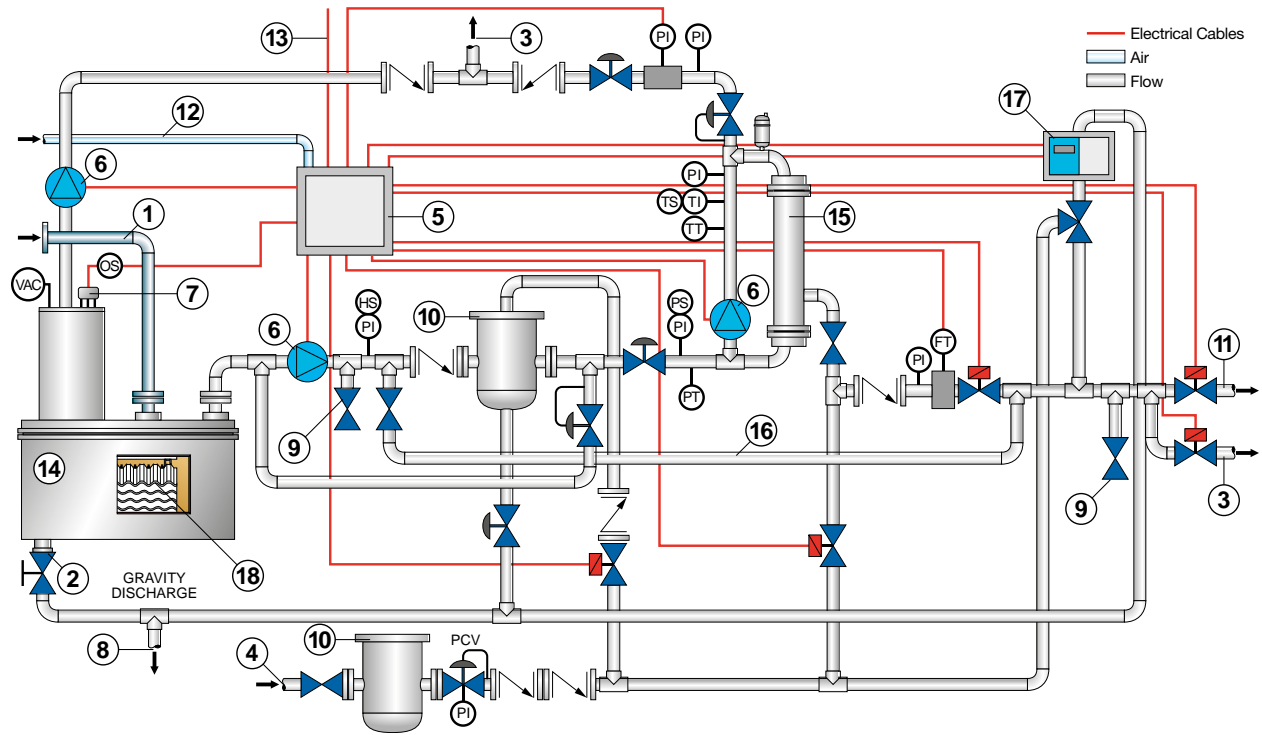 13
3
PI
PI
Electrical Cables
Air
Flow
12
17
6
1
5
PI
TS
TI
TT
15
OS
VAC
7
HS
PI
10
PS
PI
6
6
PI
FT
11
PT
9
16
14
9
3
18
2
GRAVITY
DISCHARGE
8
10
PCV
4
PI